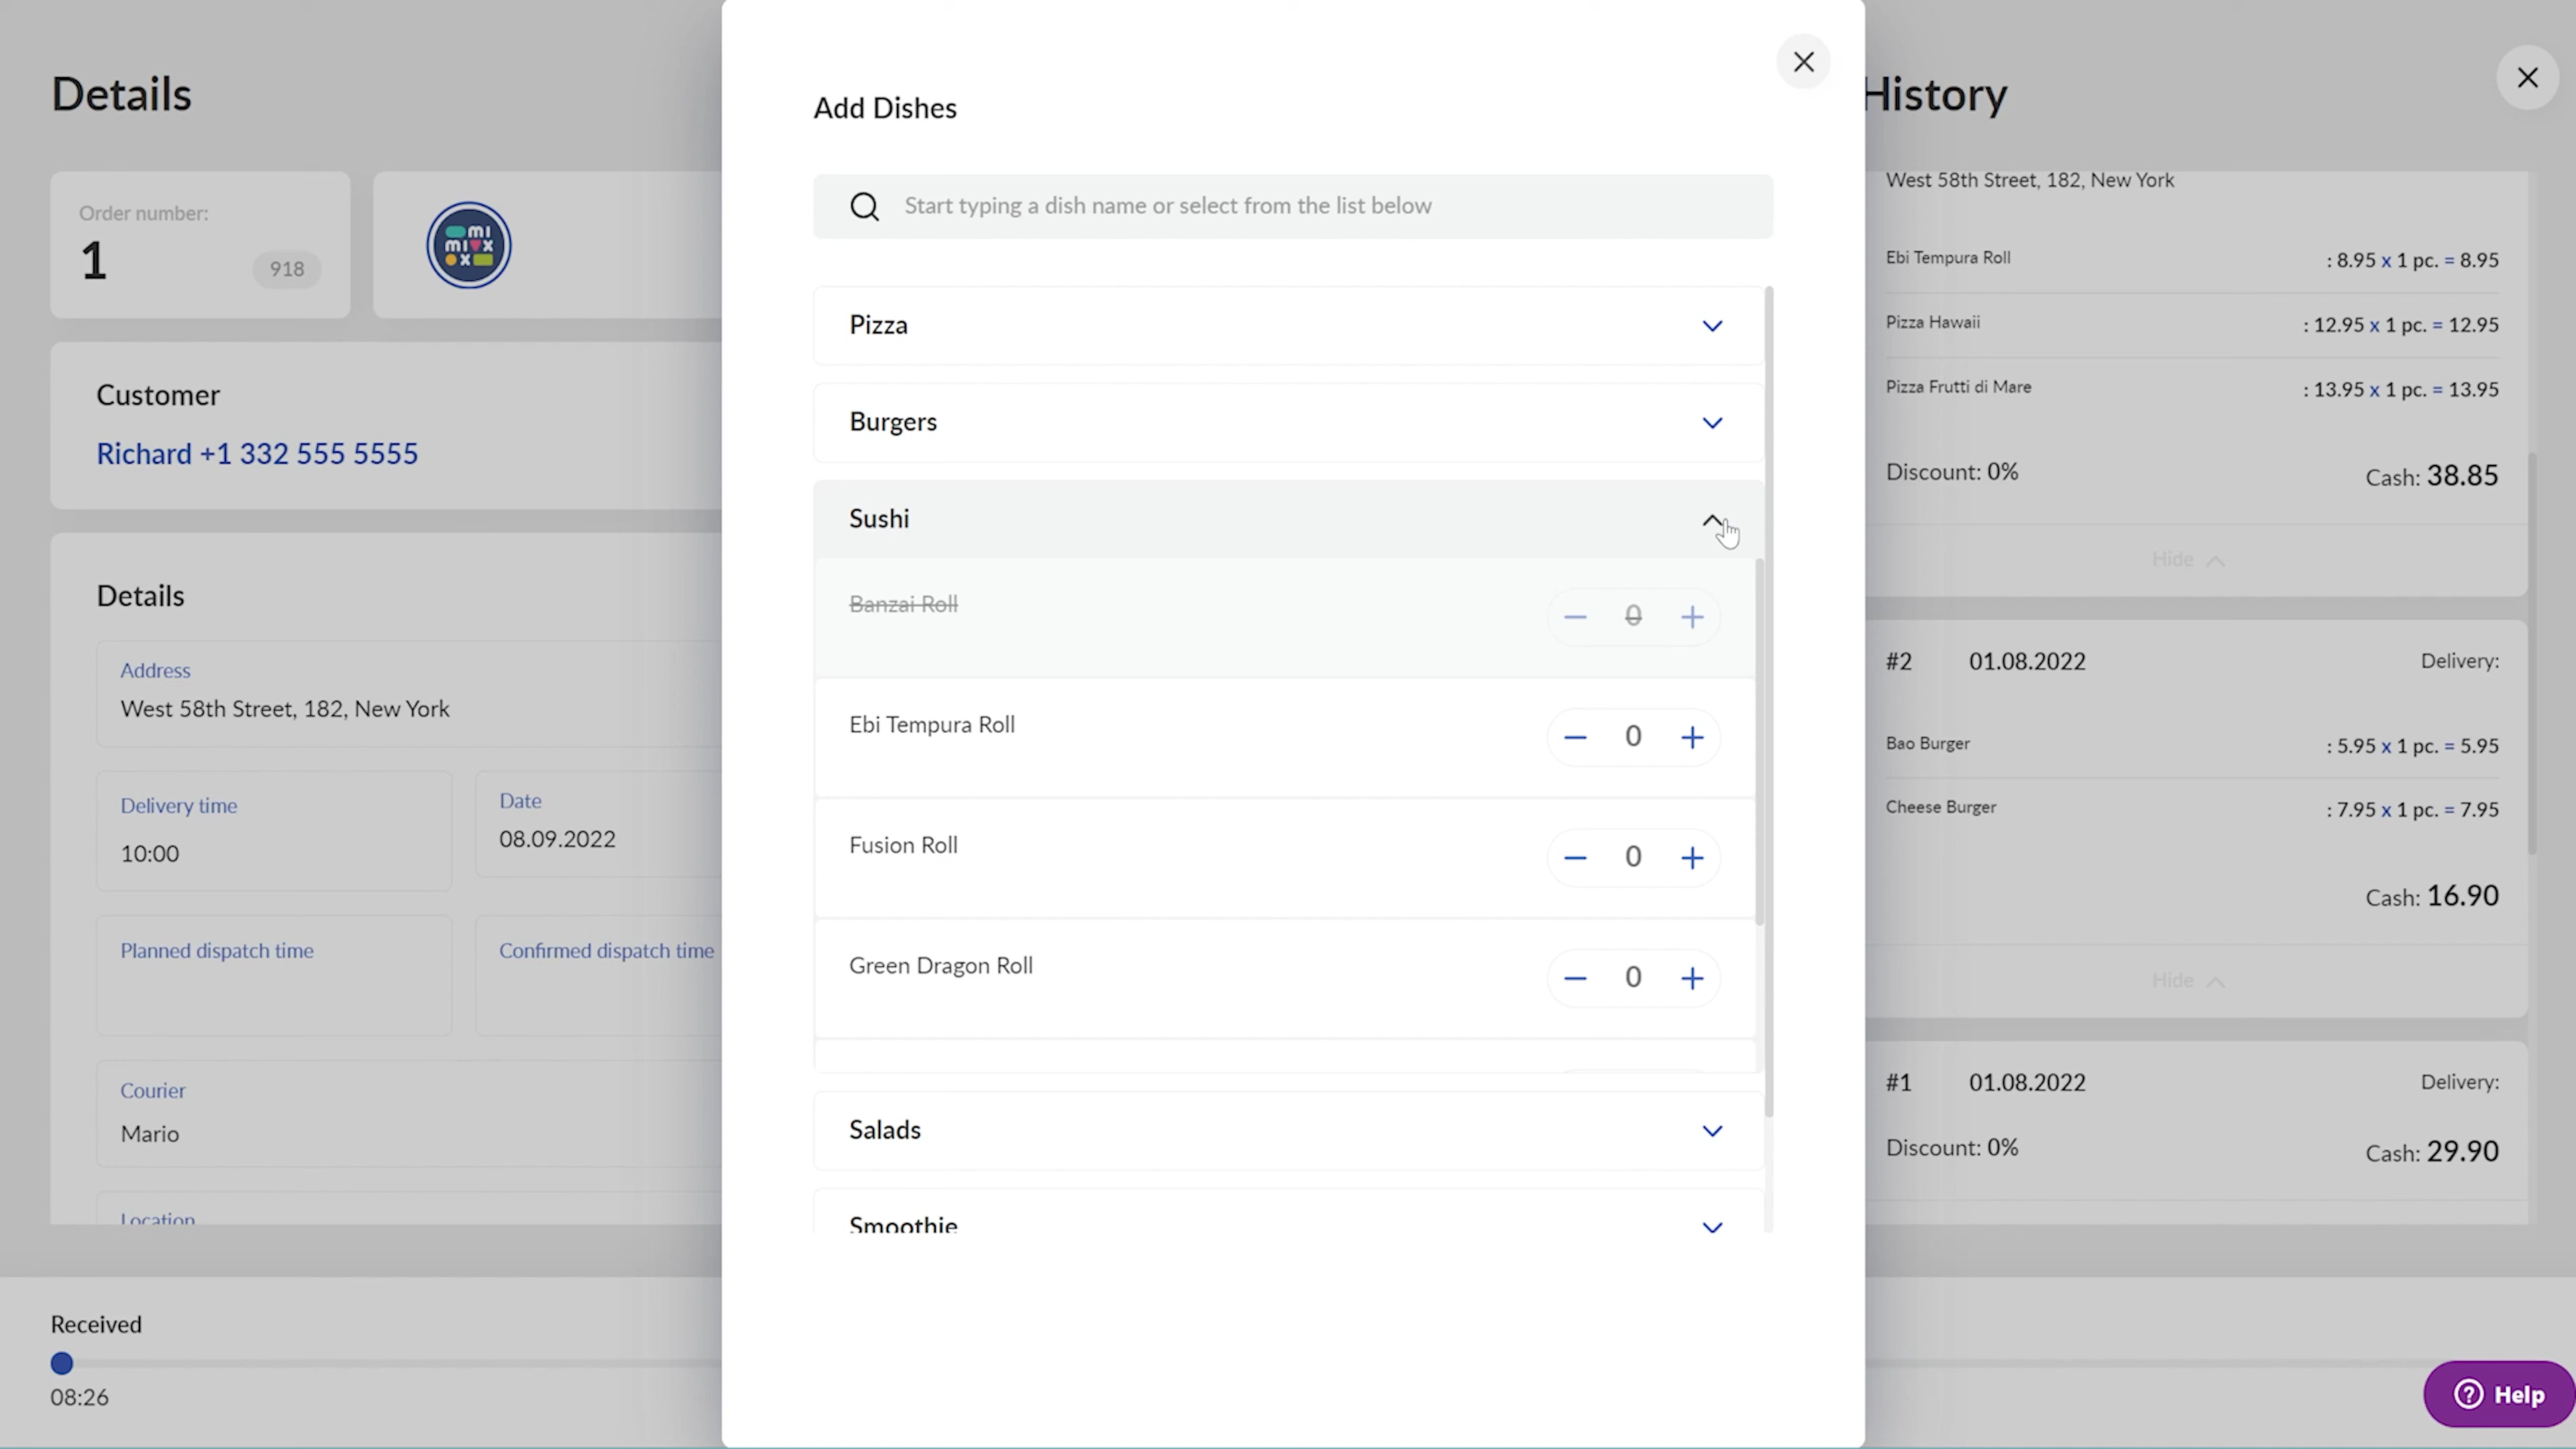 Details
Order number:
1
918
mi
mi x
x
Customer
Richard +1 332 555 5555
Details
Address
West 58th Street, 182, New York
Delivery time
10:00
Date
08.09.2022
Planned dispatch time
Confirmed dispatch time
Courier
Mario
Location
Received
08:26
Add Dishes
Start typing a dish name or select from the list below
Pizza
Burgers
Sushi
Banzai Roll
0
Ebi Tempura Roll
0
Fusion Roll
0
Green Dragon Roll
0
Salads
Smoothie
History
West 58th Street, 182, New York
Ebi Tempura Roll : 8.95 x 1 pc. = 8.95
Pizza Hawaii : 12.95 x 1 pc. = 12.95
Pizza Frutti di Mare : 13.95 x 1 pc. = 13.95
Discount: 0% Cash: 38.85
Hide
#2 01.08.2022 Delivery:
Bao Burger : 5.95 x 1 pc. = 5.95
Cheese Burger : 7.95 x 1 pc. = 7.95
Cash: 16.90
Hide
#1 01.08.2022 Delivery:
Discount: 0% Cash: 29.90
Help